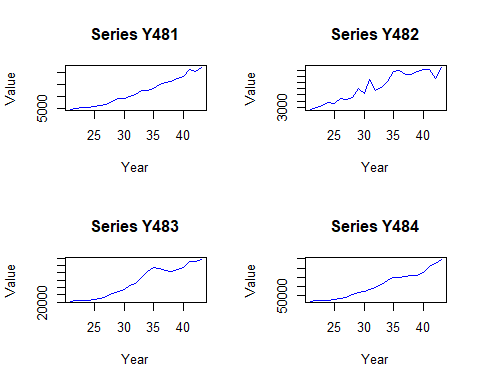 Series Y481
Value
5000
25 30 35 40
Year
Series Y482
Value
3000
25 30 35 40
Year
Series Y483
Value
20000
25 30 35 40
Year
Series Y484
Value
50000
25 30 35 40
Year